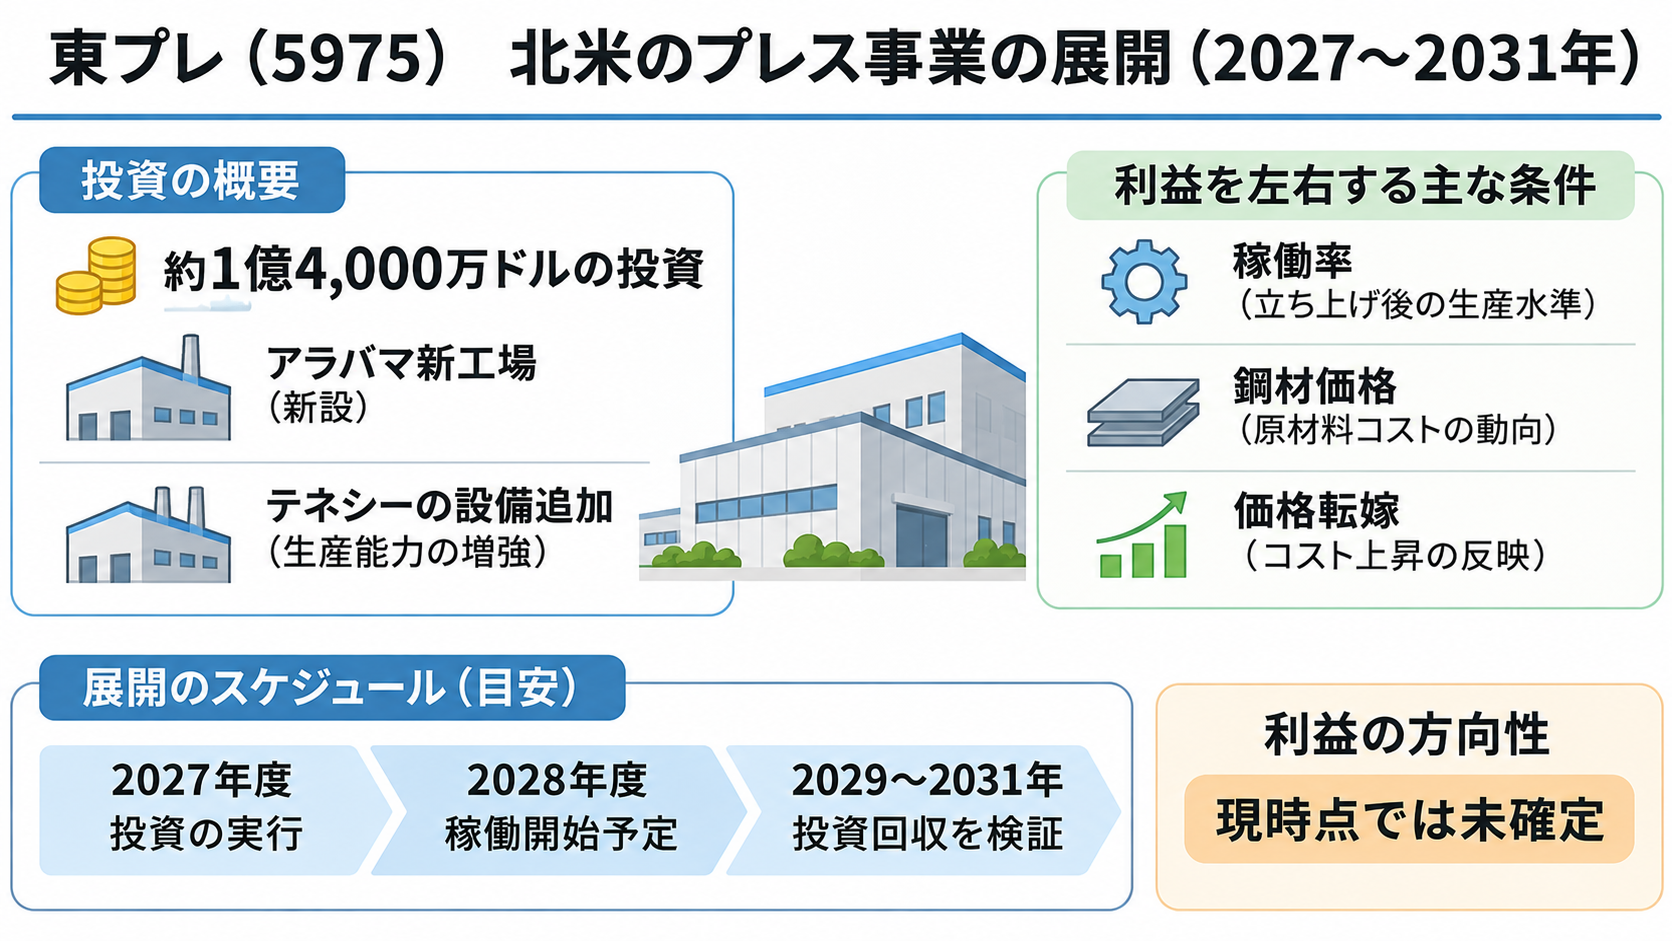 東プレ（5975） 北米のプレス事業の展開（2027～2031年）
投資の概要
約1億4,000万ドルの投資
アラバマ新工場
（新設）
テネシーの設備追加
（生産能力の増強）
利益を左右する主な条件
稼働率
（立ち上げ後の生産水準）
鋼材価格
（原材料コストの動向）
価格転嫁
（コスト上昇の反映）
展開のスケジュール（目安）
2027年度
投資の実行
2028年度
稼働開始予定
2029～2031年
投資回収を検証
利益の方向性
現時点では未確定